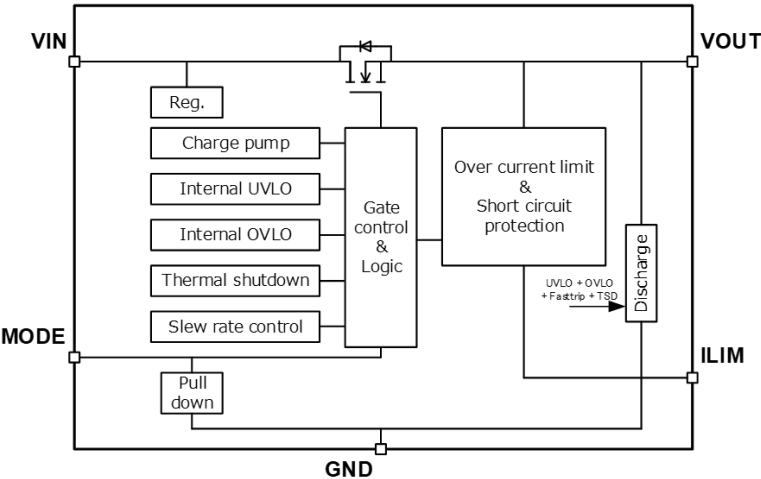 VIN
VOUT
Reg.
Charge pump
Internal UVLO
Internal OVLO
Thermal shutdown
Slew rate control
Gate
control
&
Logic
Over current limit
&
Short circuit
protection
UVLO + OVLO
+ Fasttrip + TSD
Discharge
MODE
Pull
down
ILIM
GND